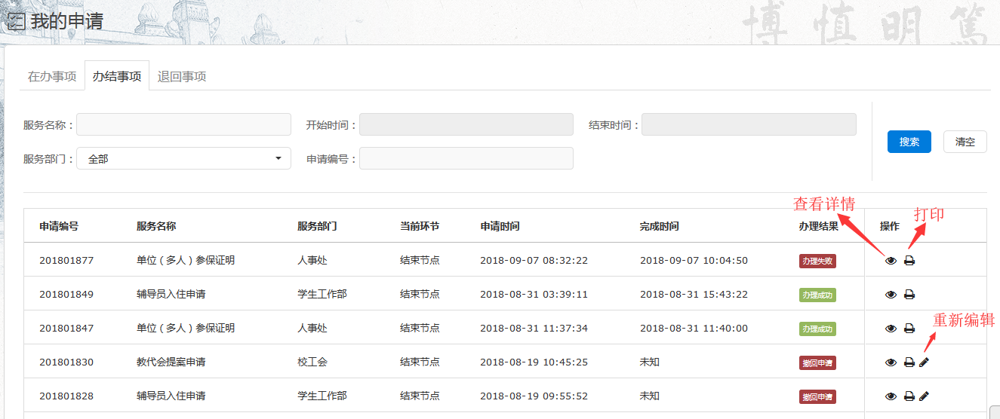 我的申请
博 慎 明 篤
在办事项 办结事项 退回事项
服务名称： 开始时间： 结束时间：
搜索 清空
服务部门： 全部 申请编号：
查看详情
打印
申请编号 服务名称 服务部门 当前环节 申请时间 完成时间 办理结果 操作
201801877 单位（多人）参保证明 人事处 结束节点 2018-09-07 08:32:22 2018-09-07 10:04:50 办理失败
201801849 辅导员入住申请 学生工作部 结束节点 2018-08-31 03:39:11 2018-08-31 15:43:22 办理成功
201801847 单位（多人）参保证明 人事处 结束节点 2018-08-31 11:37:34 2018-08-31 11:40:00 办理成功
重新编辑
201801830 教代会提案申请 校工会 结束节点 2018-08-19 10:45:25 未知 撤回申请
201801828 辅导员入住申请 学生工作部 结束节点 2018-08-19 09:55:52 未知 撤回申请